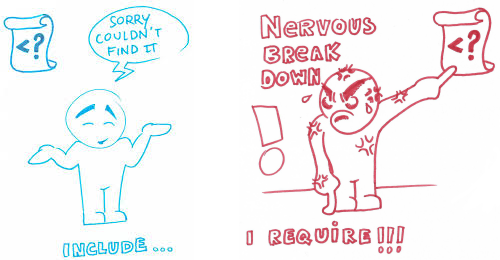 <?
SORRY
COULDN'T
FIND IT
INCLUDE...
NERVOUS
BREAK
DOWN
<?
!
I REQUIRE!!!